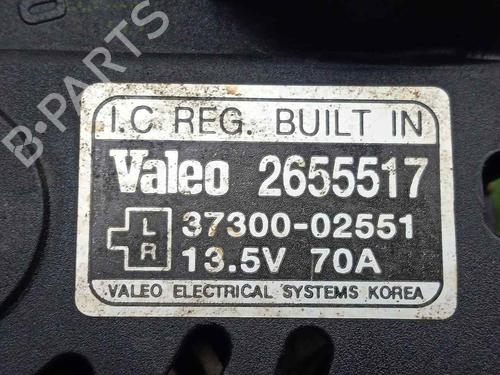 I.C REG. BUILT IN
Valeo 2655517
L
R
37300-02551
13.5V 70A
VALEO ELECTRICAL SYSTEMS KOREA
B-PARTS